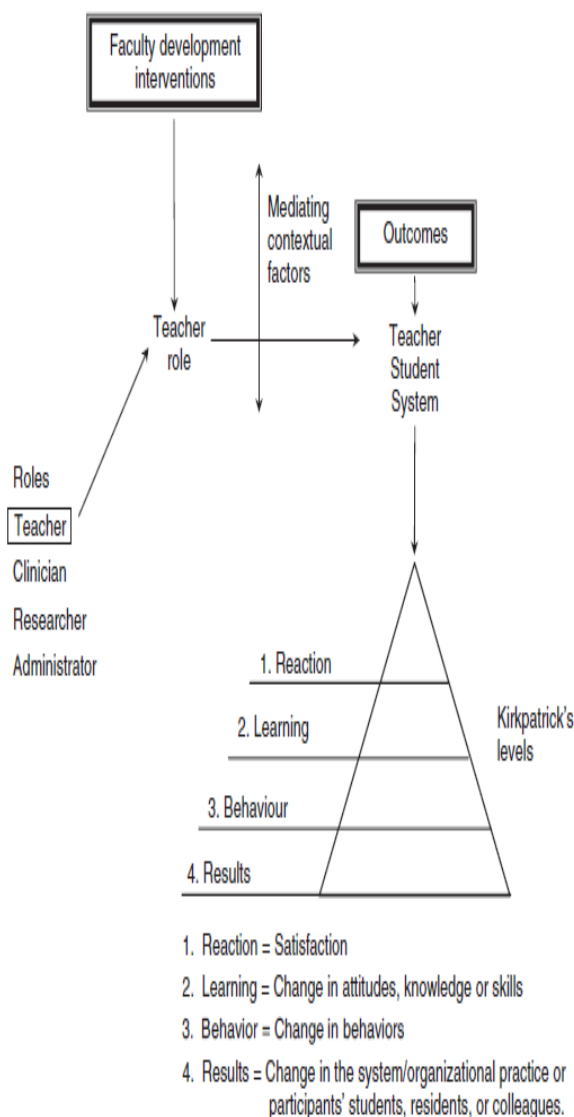 Faculty development
interventions
Mediating
contextual
factors
Outcomes
Teacher
role
Teacher
Student
System
Roles
Teacher
Clinician
Researcher
Administrator
1. Reaction
2. Learning
3. Behaviour
4. Results
Kirkpatrick's
levels
1. Reaction = Satisfaction
2. Learning = Change in attitudes, knowledge or skills
3. Behavior = Change in behaviors
4. Results = Change in the system/organizational practice or
participants' students, residents, or colleagues.